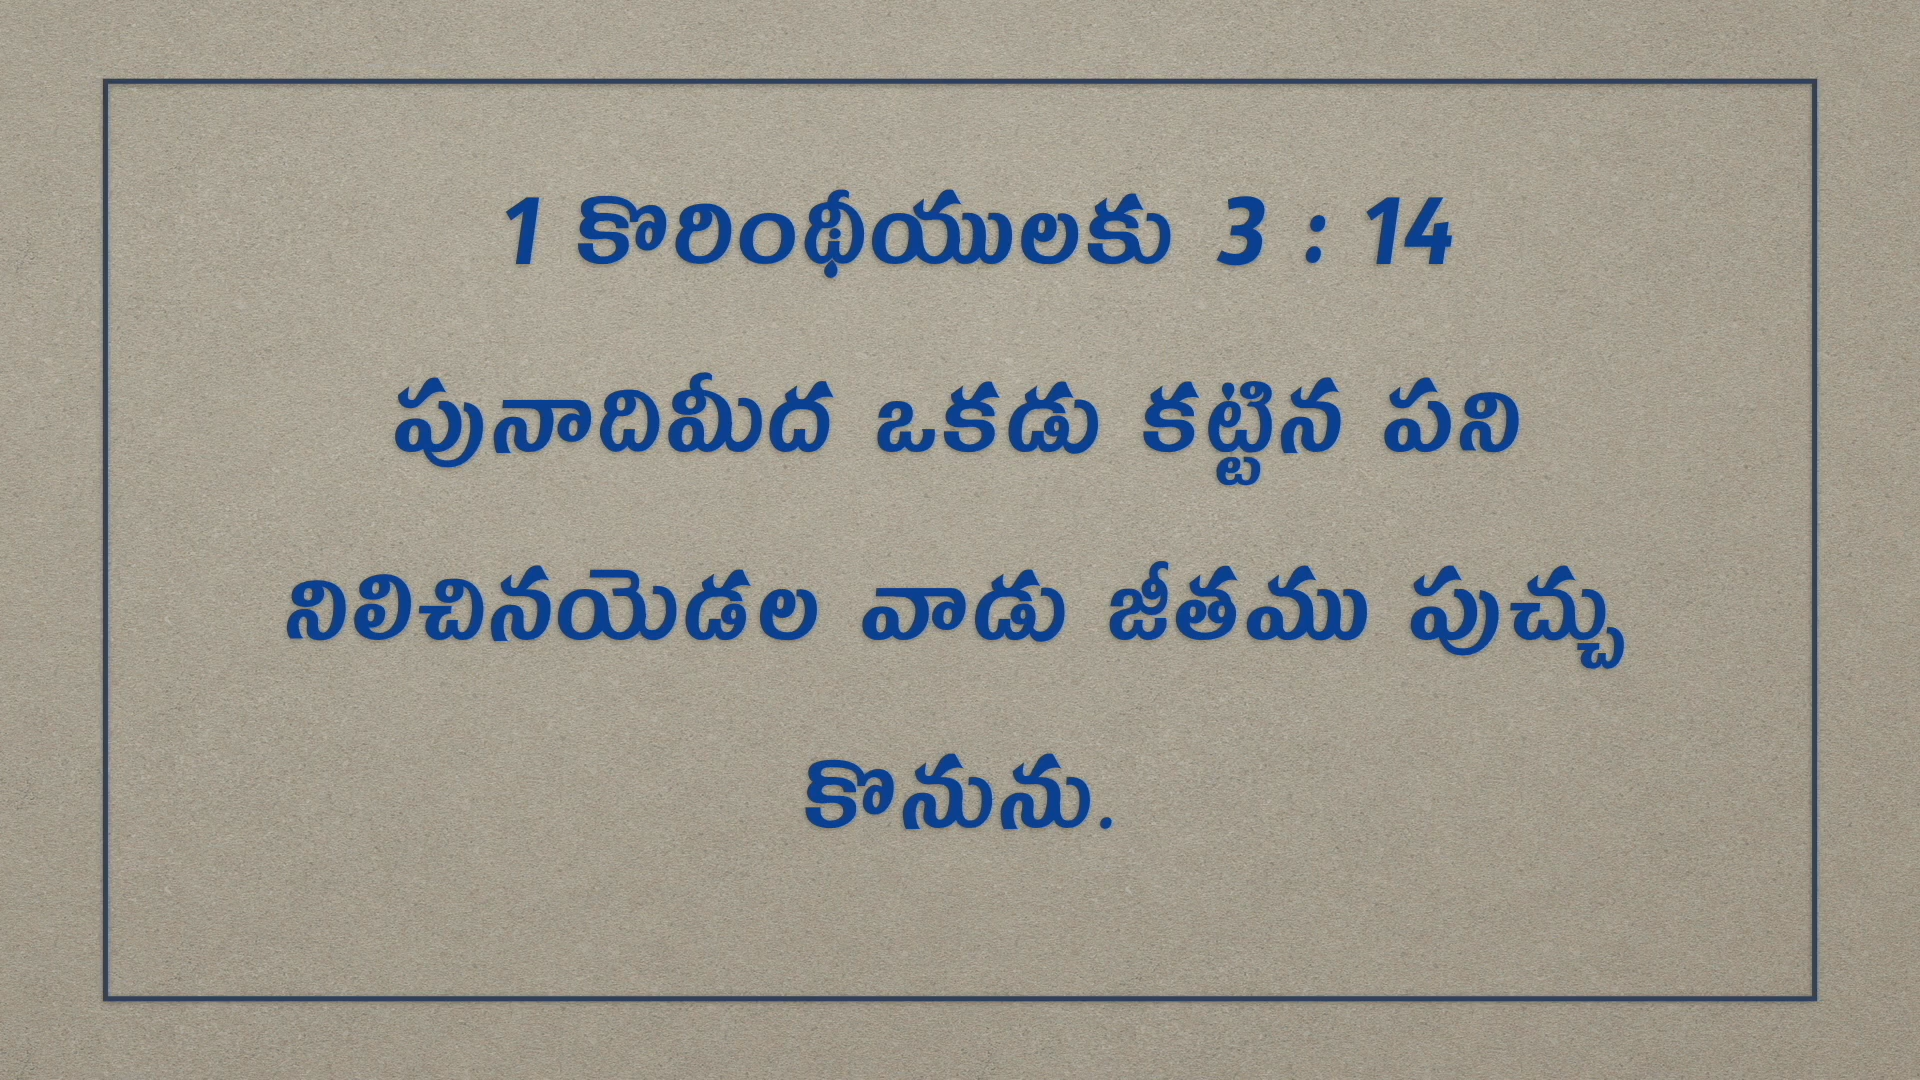 1 కొరింథీయులకు 3 : 14
పునాదిమీద ఒకడు కట్టిన పని
నిలిచినయెడల వాడు జీతము పుచ్చు
కొనును.